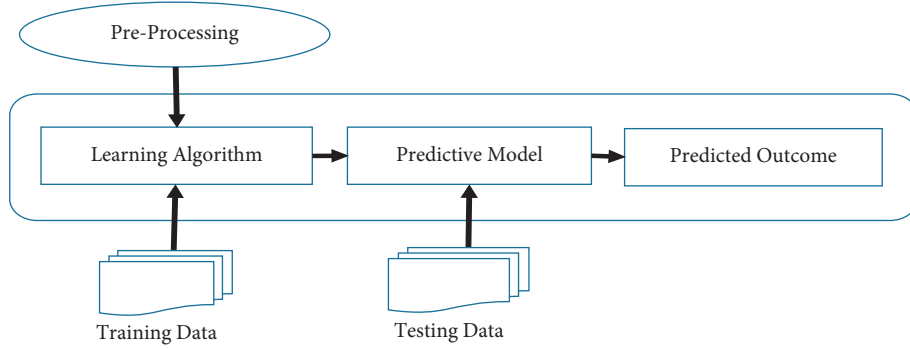 Pre-Processing
Learning Algorithm
Predictive Model
Predicted Outcome
Training Data
Testing Data